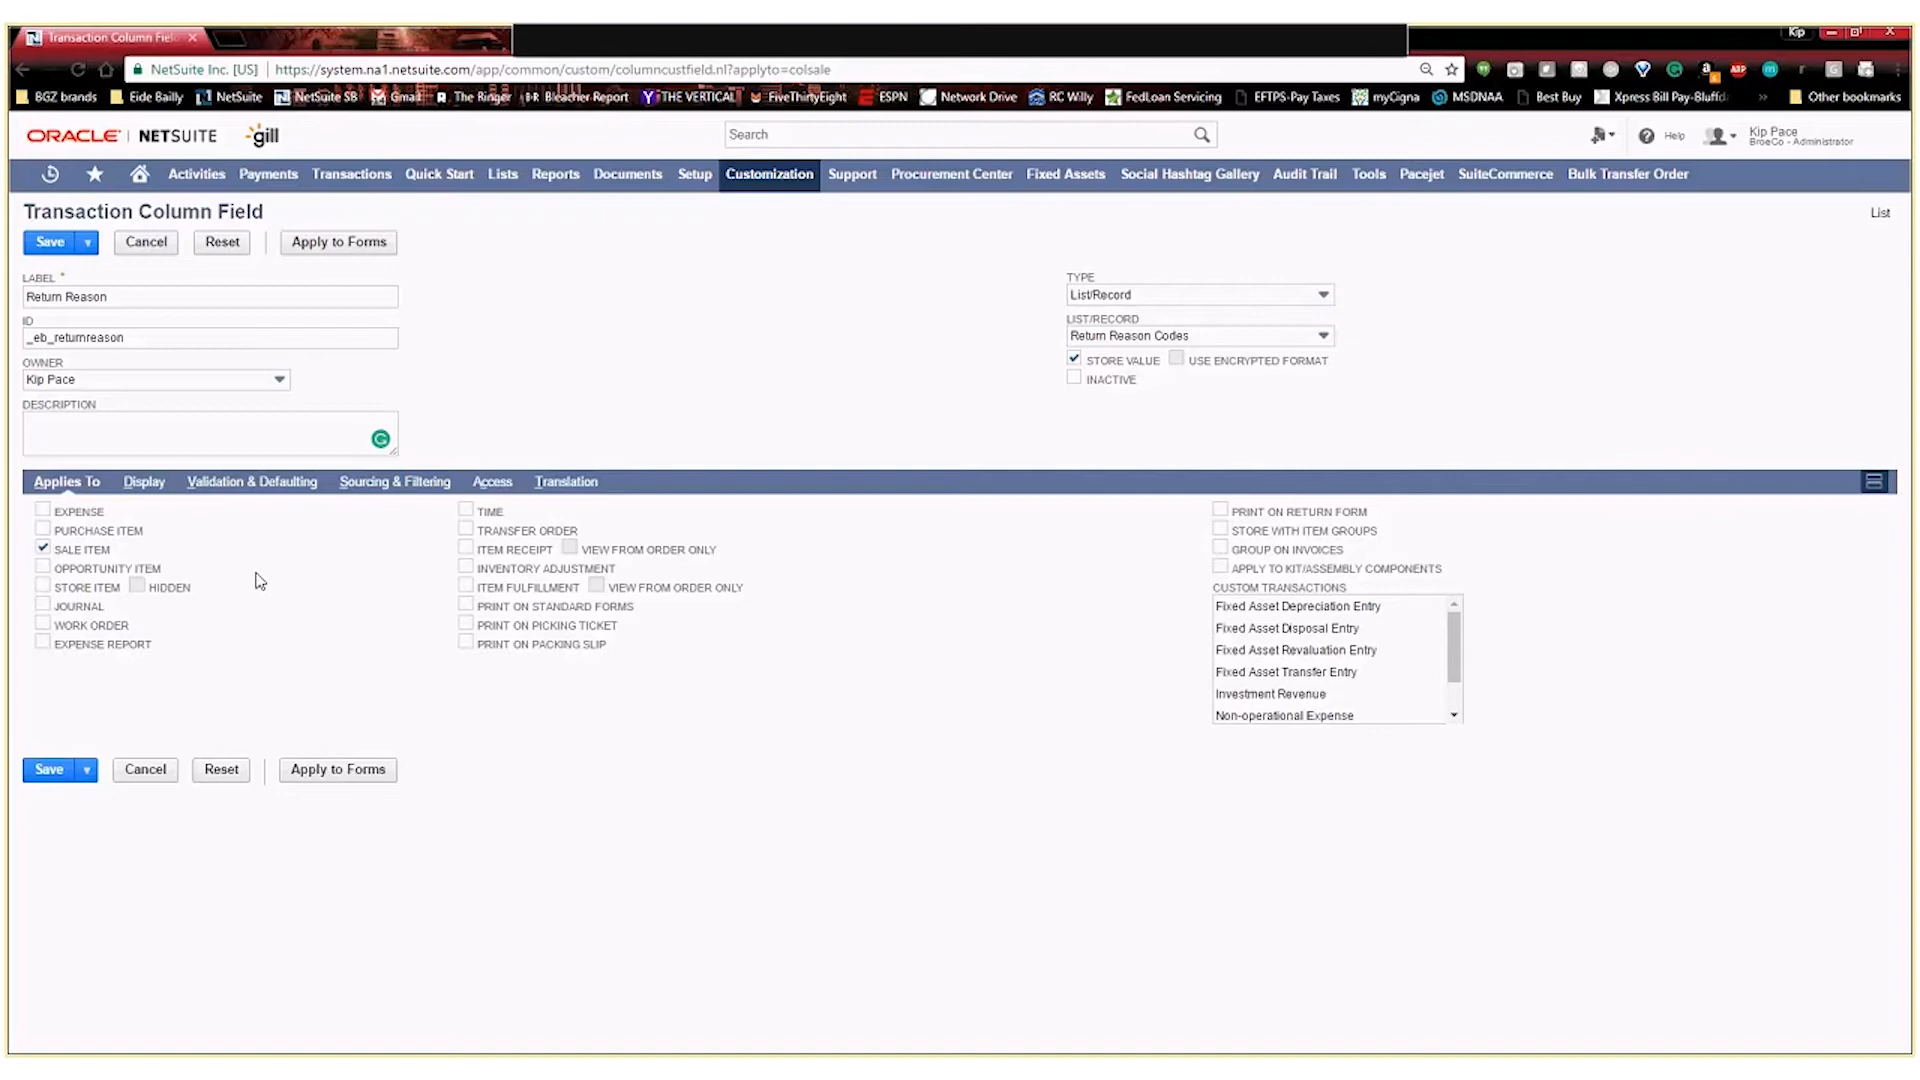 Transaction Column Fiel
Kip
NetSuite Inc. [US] https://system.na1.netsuite.com/app/common/custom/columncustfield.nl?applyto=colsale
BGZ brands Eide Bailly NetSuite NetSuite SB Gmail The Ringer B-R Bleacher Report THE VERTICAL FiveThirtyEight ESPN Network Drive RC Willy FedLoan Servicing EFTPS-Pay Taxes myCigna MSDNAA Best Buy Xpress Bill Pay-Bluffd » Other bookmarks
ORACLE | NETSUITE gill
Search
Help
Kip Pace
BroeCo - Administrator
Activities Payments Transactions Quick Start Lists Reports Documents Setup Customization Support Procurement Center Fixed Assets Social Hashtag Gallery Audit Trail Tools Pacejet SuiteCommerce Bulk Transfer Order
Transaction Column Field
List
Save Cancel Reset Apply to Forms
LABEL *
Return Reason
ID
_eb_returnreason
OWNER
Kip Pace
DESCRIPTION
TYPE
List/Record
LIST/RECORD
Return Reason Codes
STORE VALUE USE ENCRYPTED FORMAT
INACTIVE
Applies To Display Validation & Defaulting Sourcing & Filtering Access Translation
EXPENSE
PURCHASE ITEM
SALE ITEM
OPPORTUNITY ITEM
STORE ITEM HIDDEN
JOURNAL
WORK ORDER
EXPENSE REPORT
TIME
TRANSFER ORDER
ITEM RECEIPT VIEW FROM ORDER ONLY
INVENTORY ADJUSTMENT
ITEM FULFILLMENT VIEW FROM ORDER ONLY
PRINT ON STANDARD FORMS
PRINT ON PICKING TICKET
PRINT ON PACKING SLIP
PRINT ON RETURN FORM
STORE WITH ITEM GROUPS
GROUP ON INVOICES
APPLY TO KIT/ASSEMBLY COMPONENTS
CUSTOM TRANSACTIONS
Fixed Asset Depreciation Entry
Fixed Asset Disposal Entry
Fixed Asset Revaluation Entry
Fixed Asset Transfer Entry
Investment Revenue
Non-operational Expense
Save Cancel Reset Apply to Forms